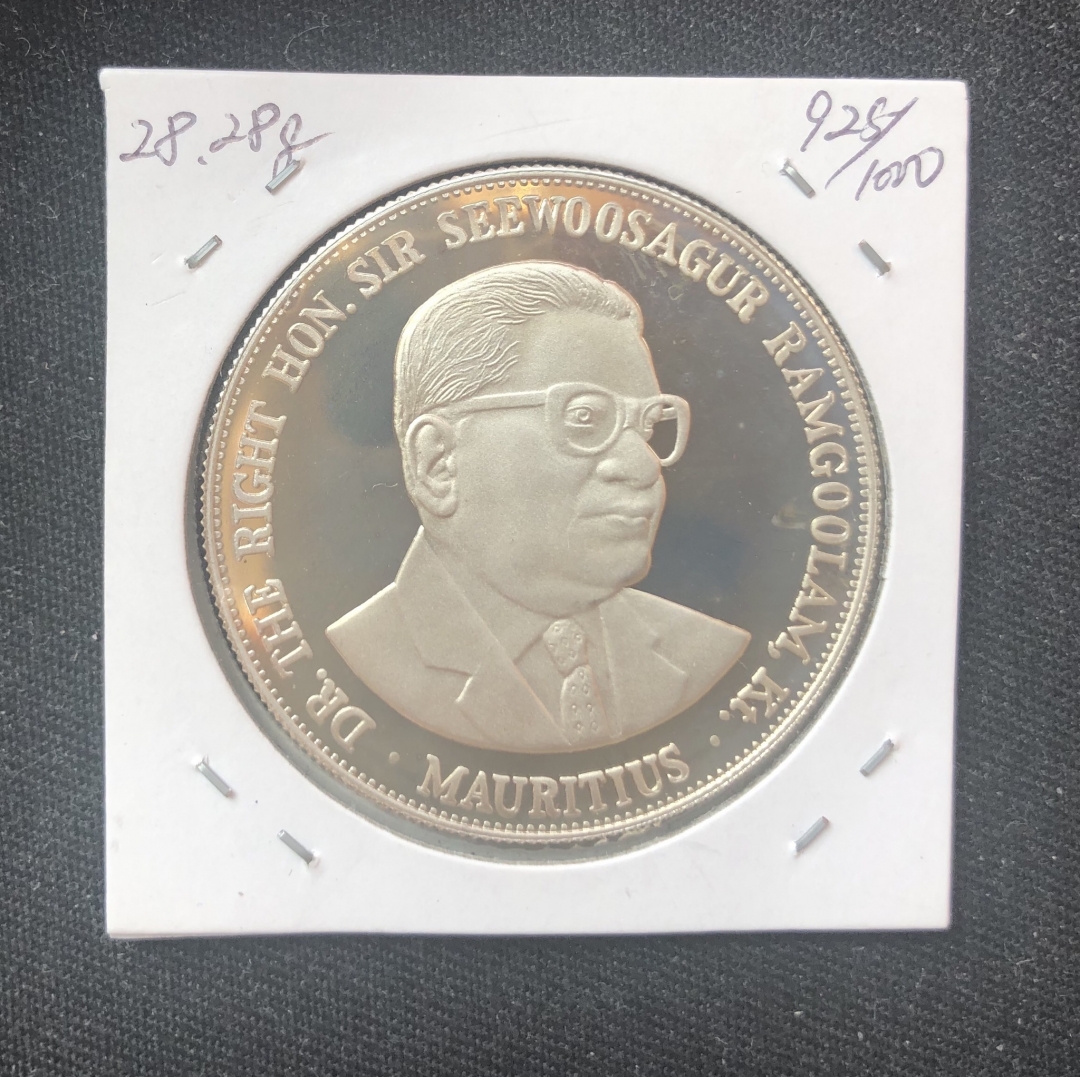 28.28g
925/1000
DR. THE RIGHT HON. SIR SEEWOOSAGUR RAMGOOLAM, Kt.
· MAURITIUS ·